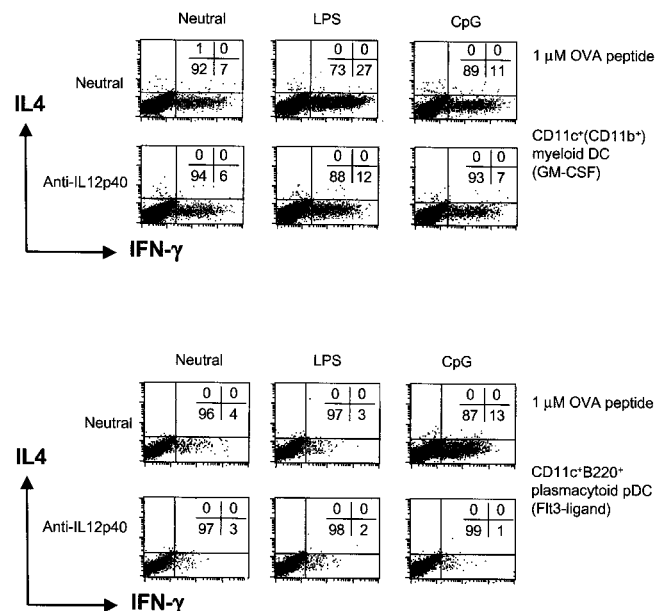 Neutral LPS CpG
1 0 0 0 0 0
92 7 73 27 89 11
1 µM OVA peptide
Neutral
IL4
CD11c+(CD11b+)
myeloid DC
(GM-CSF)
0 0 0 0 0 0
94 6 88 12 93 7
Anti-IL12p40
IFN-γ
Neutral LPS CpG
0 0 0 0 0 0
96 4 97 3 87 13
1 µM OVA peptide
Neutral
IL4
CD11c+B220+
plasmacytoid pDC
(Flt3-ligand)
0 0 0 0 0 0
97 3 98 2 99 1
Anti-IL12p40
IFN-γ